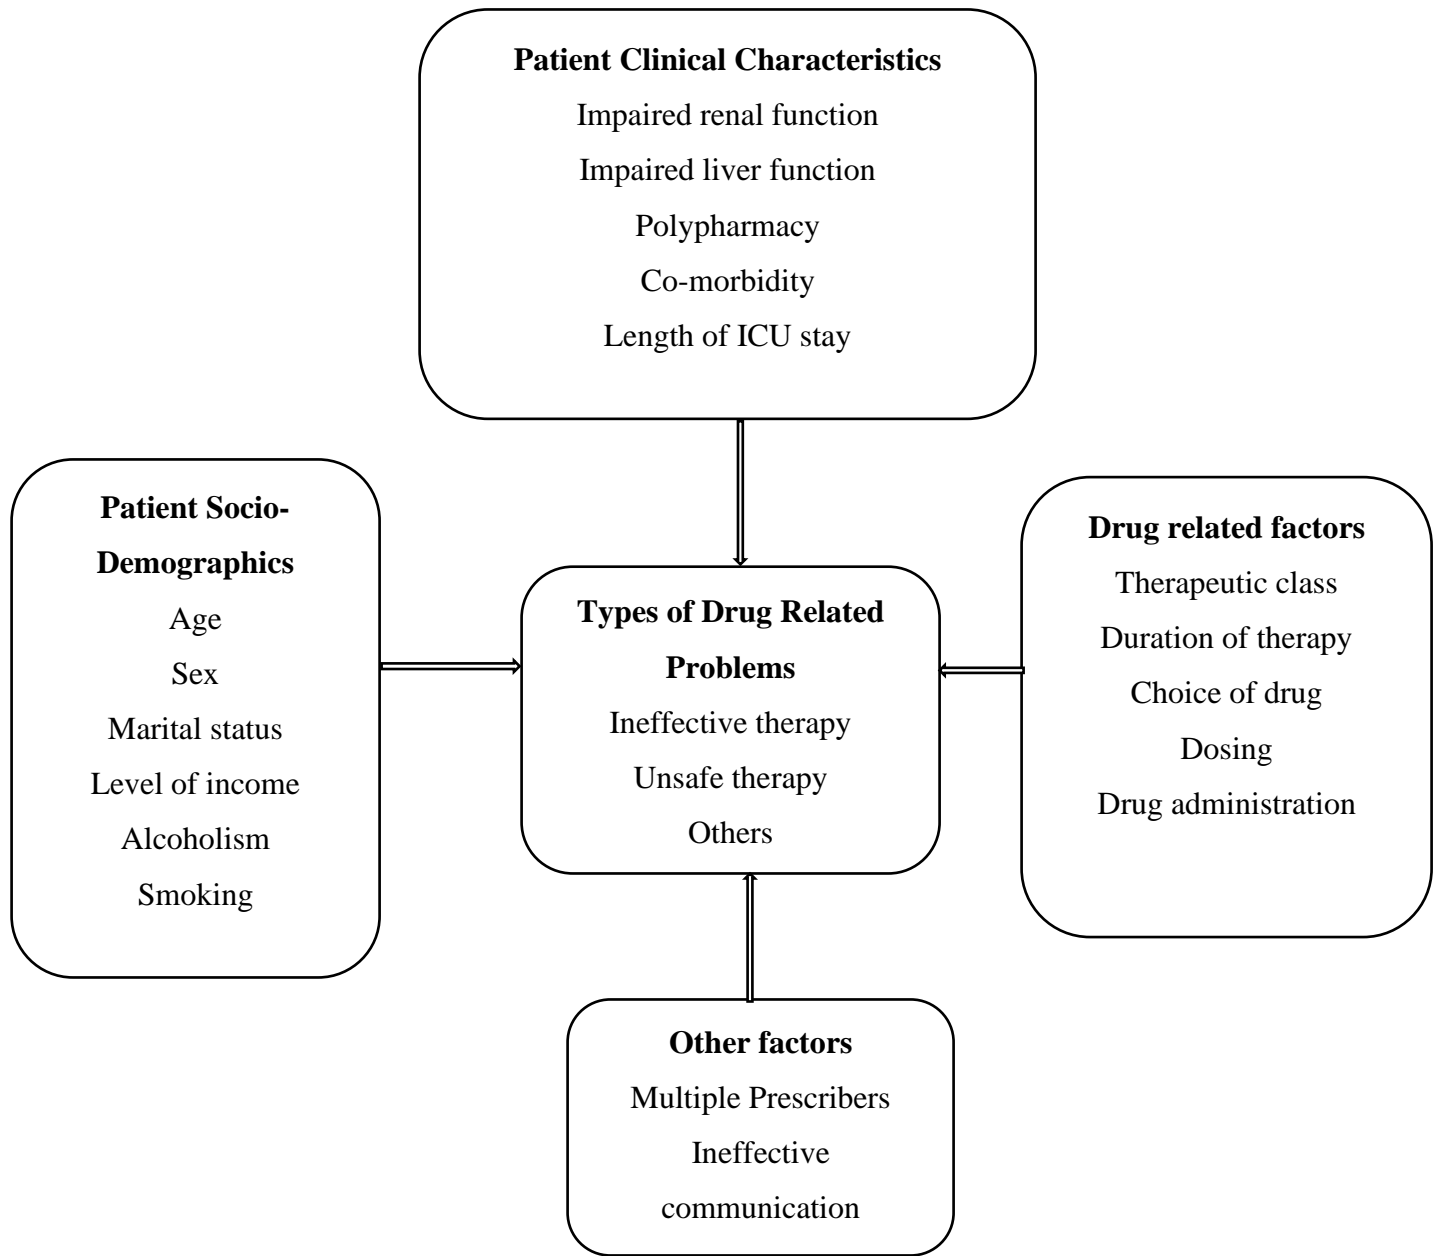 Patient Clinical Characteristics
Impaired renal function
Impaired liver function
Polypharmacy
Co-morbidity
Length of ICU stay
Patient Socio-
Demographics
Age
Sex
Marital status
Level of income
Alcoholism
Smoking
Types of Drug Related
Problems
Ineffective therapy
Unsafe therapy
Others
Drug related factors
Therapeutic class
Duration of therapy
Choice of drug
Dosing
Drug administration
Other factors
Multiple Prescribers
Ineffective
communication